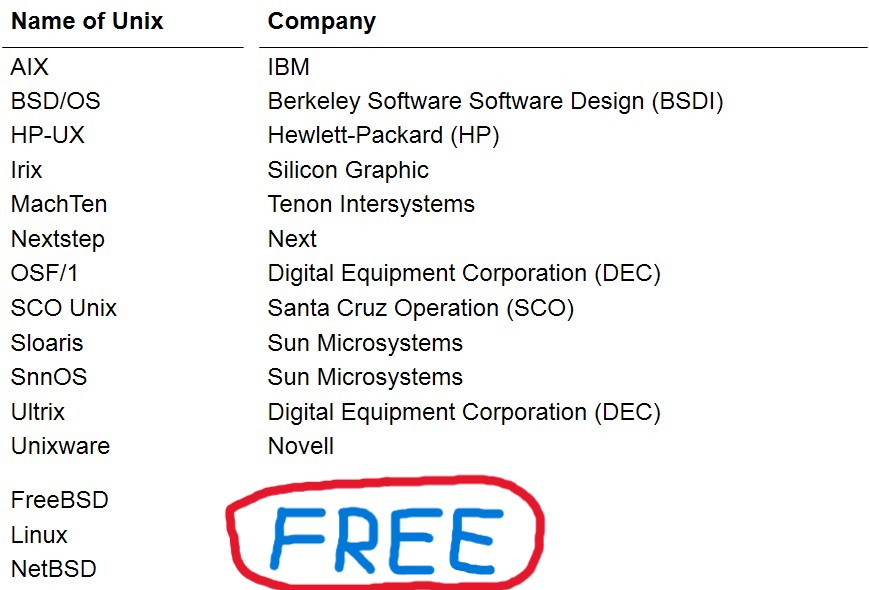 Name of Unix Company
AIX IBM
BSD/OS Berkeley Software Software Design (BSDI)
HP-UX Hewlett-Packard (HP)
Irix Silicon Graphic
MachTen Tenon Intersystems
Nextstep Next
OSF/1 Digital Equipment Corporation (DEC)
SCO Unix Santa Cruz Operation (SCO)
Sloaris Sun Microsystems
SnnOS Sun Microsystems
Ultrix Digital Equipment Corporation (DEC)
Unixware Novell
FreeBSD
Linux FREE
NetBSD